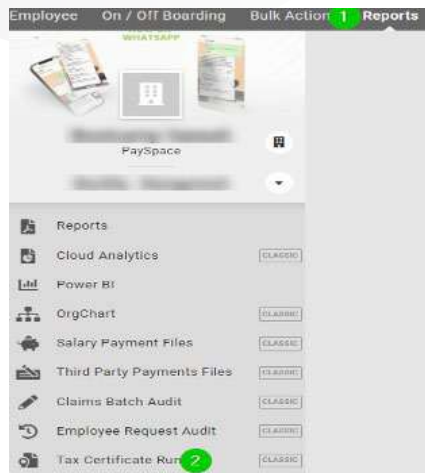 Employee On / Off Boarding Bulk Action 1 Reports
WHATSAPP
PaySpace
Reports
Cloud Analytics CLASSIC
Power BI
OrgChart CLASSIC
Salary Payment Files CLASSIC
Third Party Payments Files CLASSIC
Claims Batch Audit CLASSIC
Employee Request Audit CLASSIC
Tax Certificate Run 2 CLASSIC